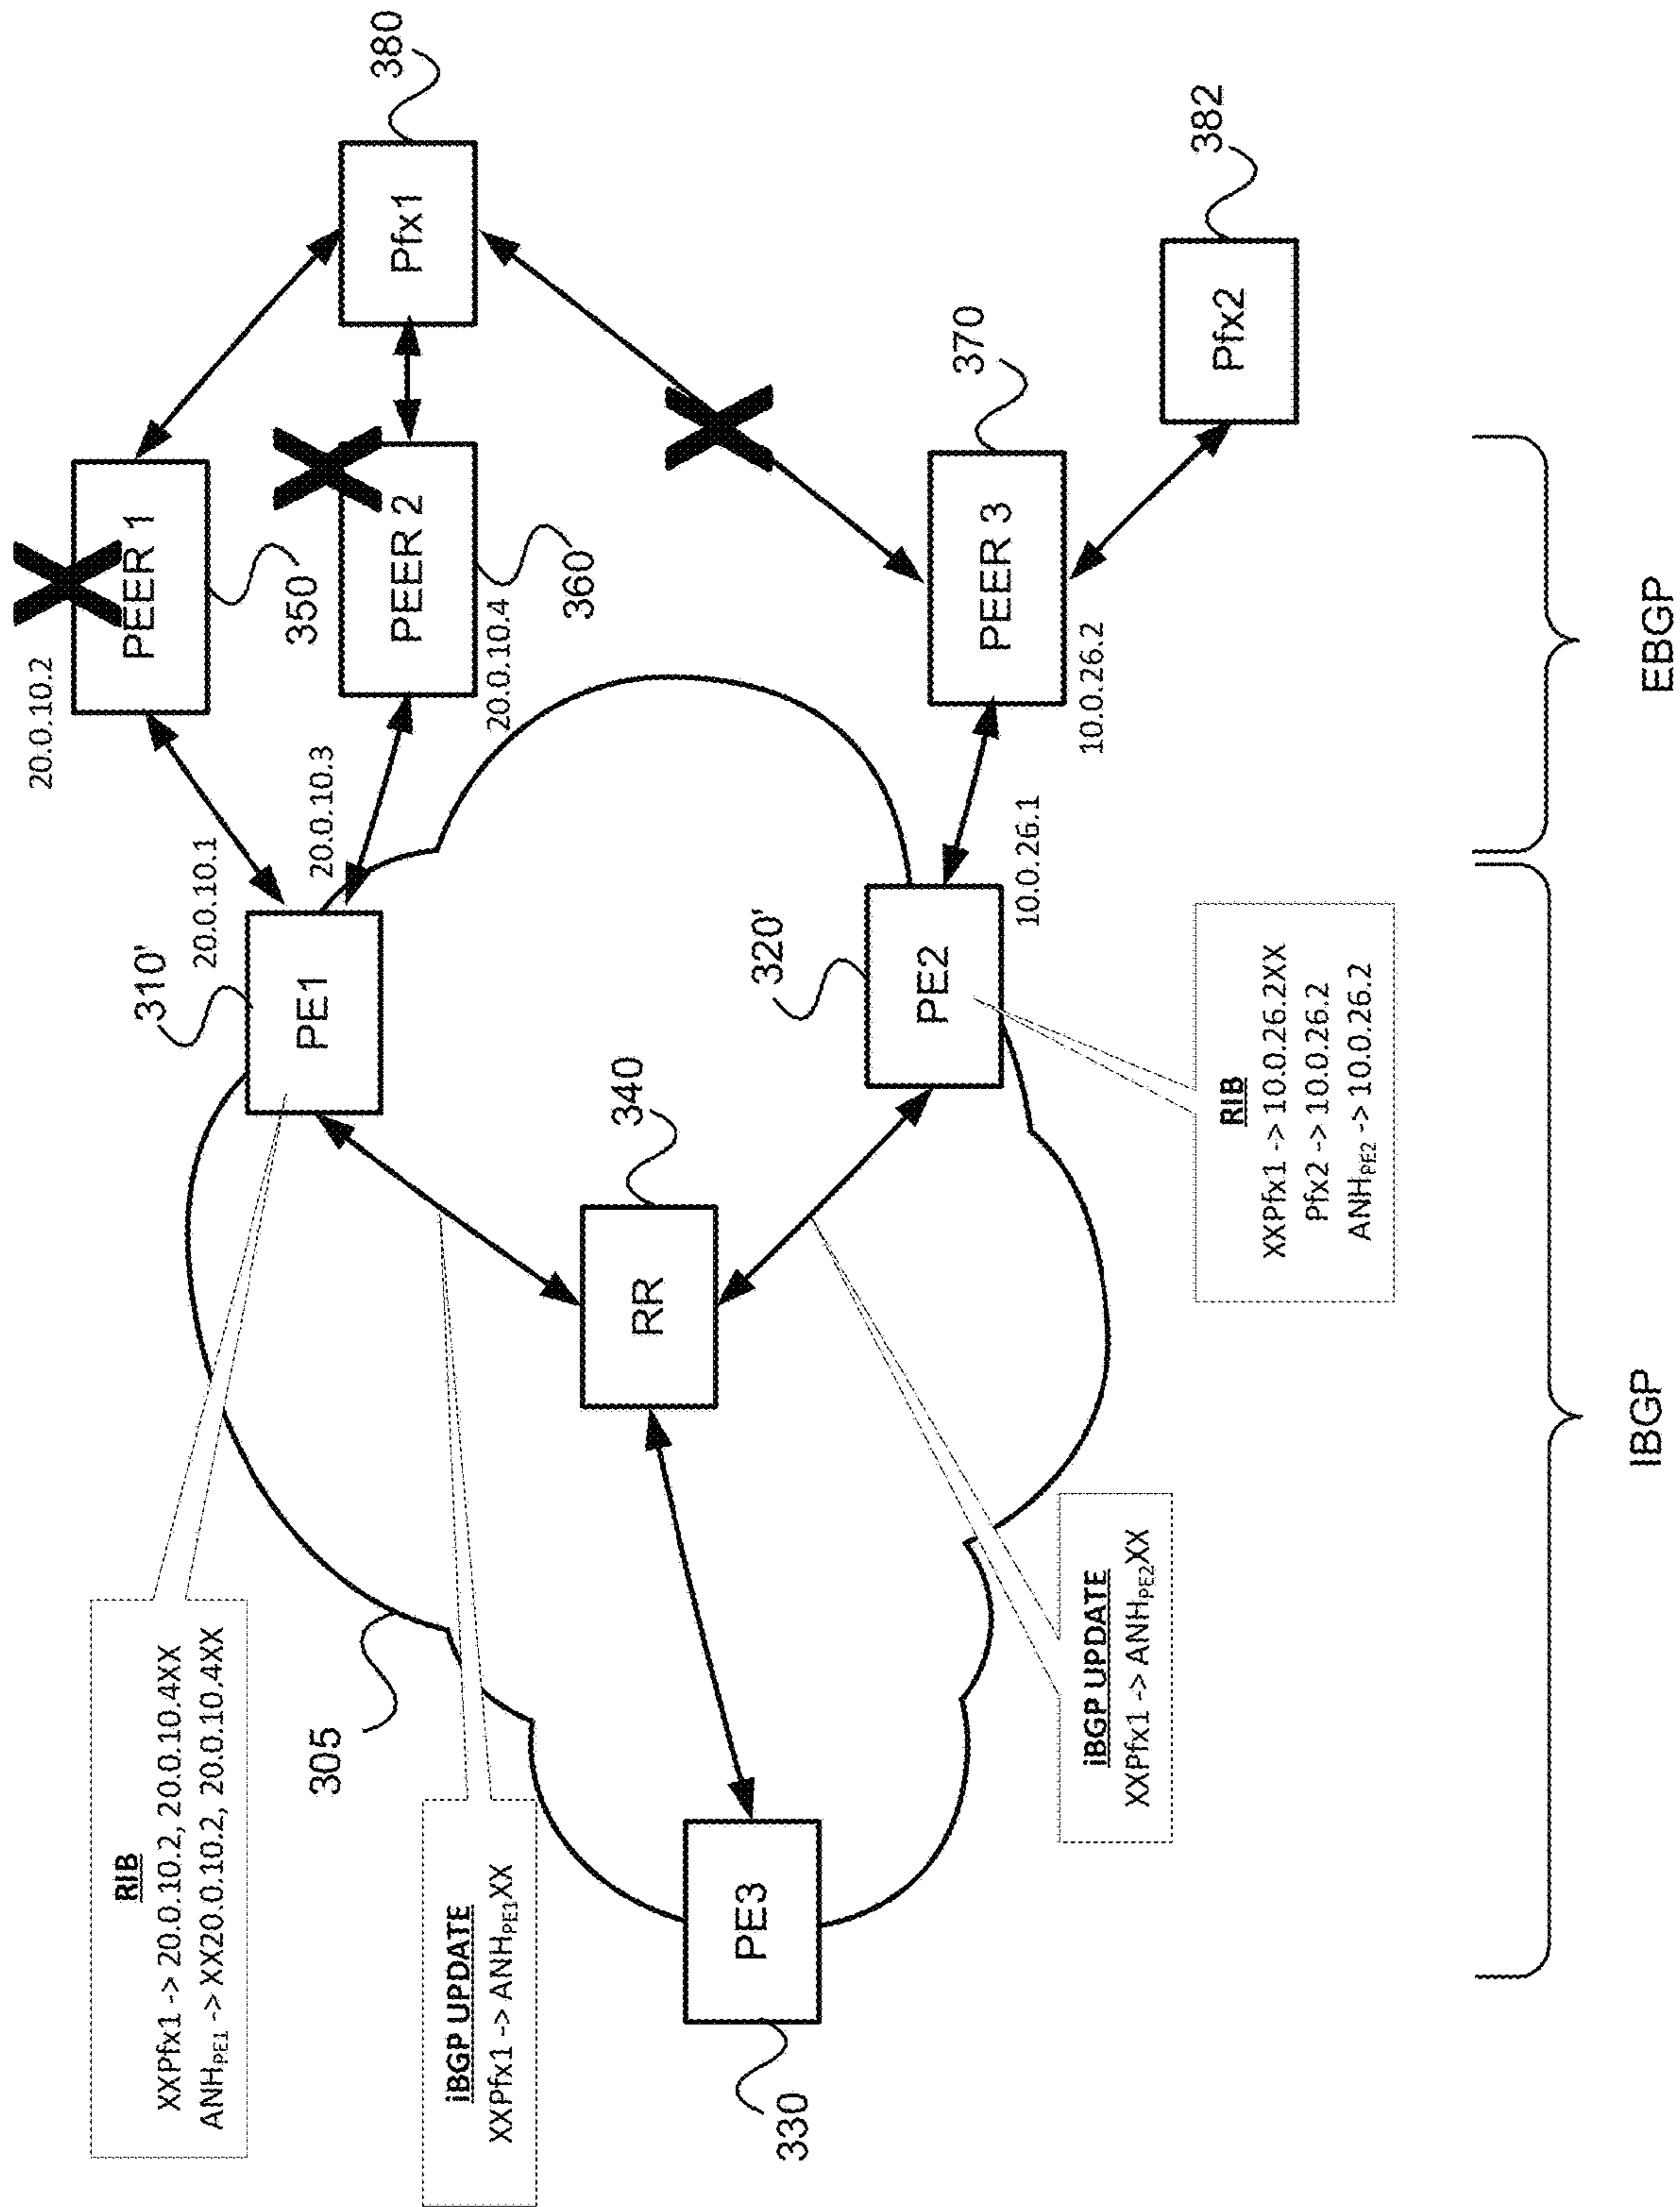 RIB
XXPfx1 -> 20.0.10.2, 20.0.10.4XX
ANHPE1 -> XX20.0.10.2, 20.0.10.4XX
iBGP UPDATE
XXPfx1 -> ANHPE1XX
305
310'
PE1
20.0.10.1
20.0.10.3
20.0.10.2
PEER 1
350
PEER 2
20.0.10.4
360
Pfx1
380
330
PE3
RR
340
320'
PE2
10.0.26.1
PEER 3
370
10.0.26.2
Pfx2
382
iBGP UPDATE
XXPfx1 -> ANHPE2XX
RIB
XXPfx1 -> 10.0.26.2XX
Pfx2 -> 10.0.26.2
ANHPE2 -> 10.0.26.2
IBGP
EBGP